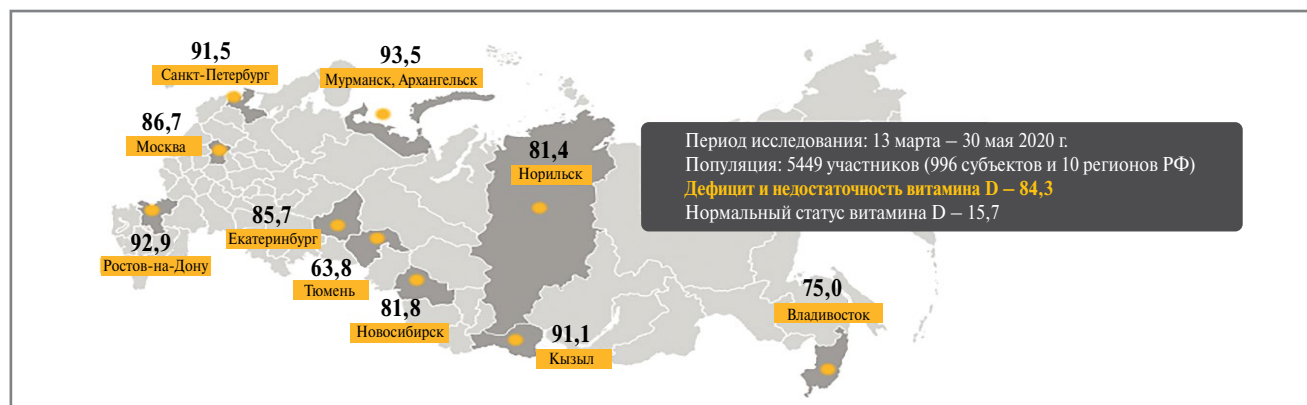 91,5
Санкт-Петербург
93,5
Мурманск, Архангельск
86,7
Москва
81,4
Норильск
Период исследования: 13 марта – 30 мая 2020 г.
Популяция: 5449 участников (996 субъектов и 10 регионов РФ)
Дефицит и недостаточность витамина D – 84,3
Нормальный статус витамина D – 15,7
85,7
Екатеринбург
92,9
Ростов-на-Дону
63,8
Тюмень
81,8
Новосибирск
91,1
Кызыл
75,0
Владивосток